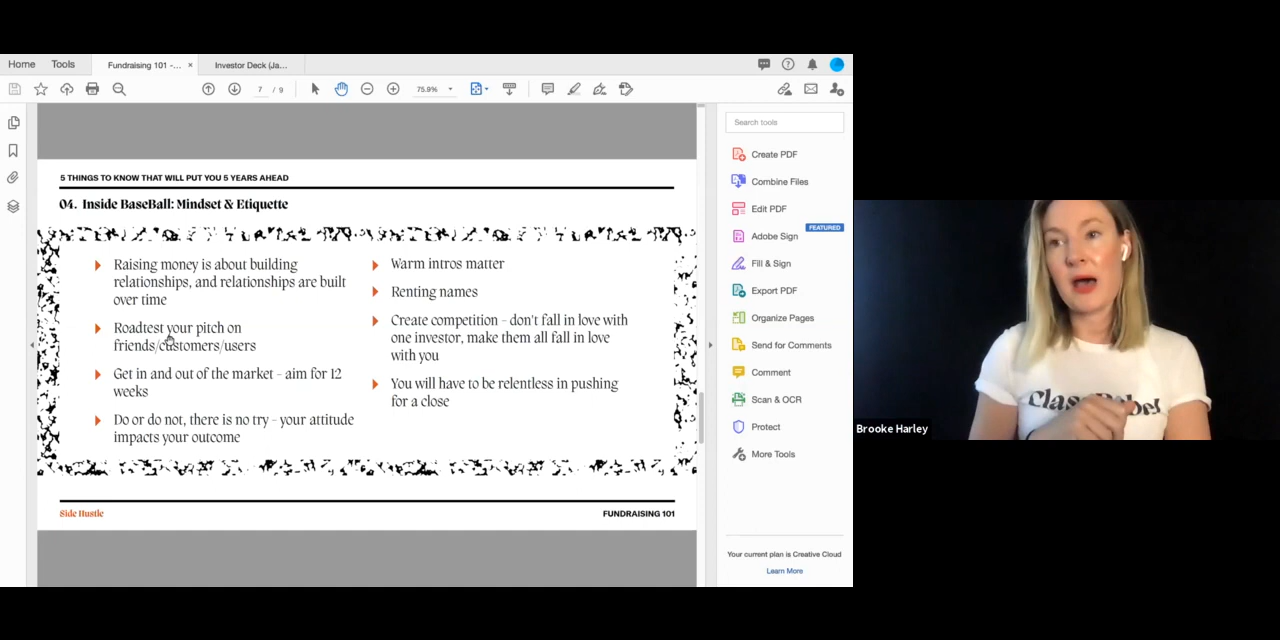 Home Tools Fundraising 101 -... × Investor Deck (Ja...
7 / 9 75.9%
5 THINGS TO KNOW THAT WILL PUT YOU 5 YEARS AHEAD
04. Inside BaseBall: Mindset & Etiquette
Raising money is about building
relationships, and relationships are built
over time
Roadtest your pitch on
friends/customers/users
Get in and out of the market - aim for 12
weeks
Do or do not, there is no try - your attitude
impacts your outcome
Warm intros matter
Renting names
Create competition - don't fall in love with
one investor, make them all fall in love
with you
You will have to be relentless in pushing
for a close
Side Hustle
FUNDRAISING 101
Search tools
Create PDF
Combine Files
Edit PDF
FEATURED
Adobe Sign
Fill & Sign
Export PDF
Organize Pages
Send for Comments
Comment
Scan & OCR
Protect
More Tools
Your current plan is Creative Cloud
Learn More
Brooke Harley